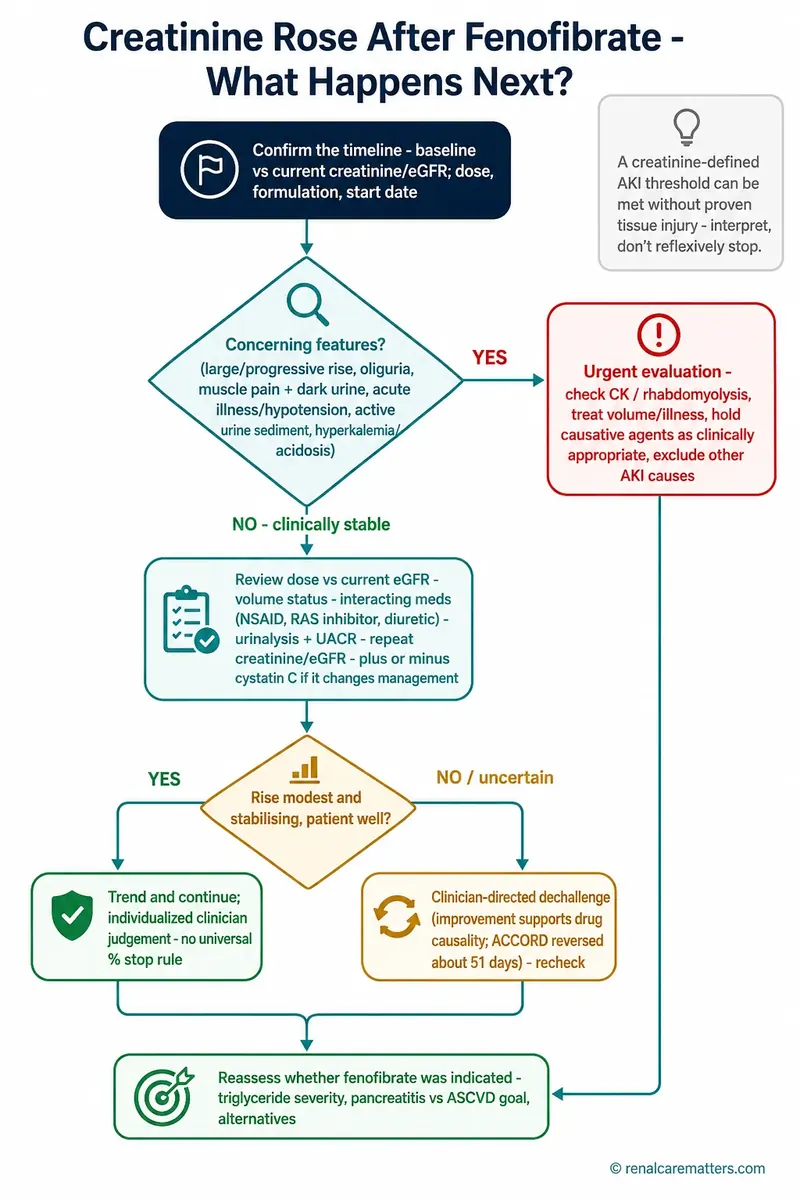 Creatinine Rose After Fenofibrate -
What Happens Next?
Confirm the timeline - baseline
vs current creatinine/eGFR; dose,
formulation, start date
A creatinine-defined
AKI threshold can be
met without proven
tissue injury - interpret,
don't reflexively stop.
Concerning features?
(large/progressive rise, oliguria,
muscle pain + dark urine, acute
illness/hypotension, active
urine sediment, hyperkalemia/
acidosis)
YES
Urgent evaluation -
check CK / rhabdomyolysis,
treat volume/illness, hold
causative agents as clinically
appropriate, exclude other
AKI causes
NO - clinically stable
Review dose vs current eGFR -
volume status - interacting meds
(NSAID, RAS inhibitor, diuretic) -
urinalysis + UACR - repeat
creatinine/eGFR - plus or minus
cystatin C if it changes management
YES
NO / uncertain
Rise modest and
stabilising, patient well?
Trend and continue;
individualized clinician
judgement - no universal
% stop rule
Clinician-directed dechallenge
(improvement supports drug
causality; ACCORD reversed
about 51 days) - recheck
Reassess whether fenofibrate was indicated -
triglyceride severity, pancreatitis vs ASCVD goal,
alternatives
© renalcarematters.com